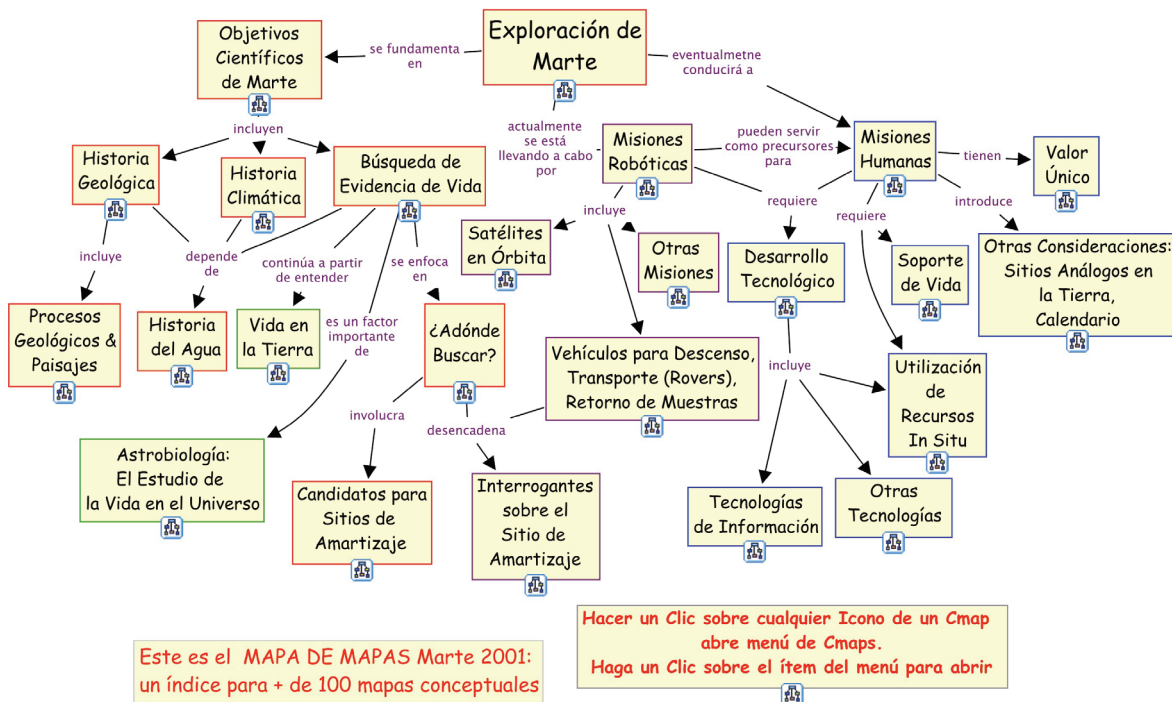 Exploración de
Marte
Objetivos
Científicos
de Marte
se fundamenta
en
eventualmetne
conducirá a
incluyen
actualmente
se está
llevando a cabo
por
Misiones
Robóticas
pueden servir
como precursores
para
Misiones
Humanas
tienen
Valor
Único
Historia
Geológica
Historia
Climática
Búsqueda de
Evidencia de Vida
incluye
depende
de
continúa a partir
de entender
se enfoca
en
es un factor
importante
de
incluye
requiere
requiere
introduce
Satélites
en Órbita
Otras
Misiones
Desarrollo
Tecnológico
Soporte
de Vida
Otras Consideraciones:
Sitios Análogos en
la Tierra,
Calendario
Procesos
Geológicos &
Paisajes
Historia
del Agua
Vida en
la Tierra
¿Adónde
Buscar?
Vehículos para Descenso,
Transporte (Rovers),
Retorno de Muestras
incluye
Utilización
de
Recursos
In Situ
involucra
desencadena
Astrobiología:
El Estudio de
la Vida en el Universo
Candidatos para
Sitios de
Amartizaje
Interrogantes
sobre el
Sitio de
Amartizaje
Tecnologías
de Información
Otras
Tecnologías
Este es el MAPA DE MAPAS Marte 2001:
un índice para + de 100 mapas conceptuales
Hacer un Clic sobre cualquier Icono de un Cmap
abre menú de Cmaps.
Haga un Clic sobre el ítem del menú para abrir